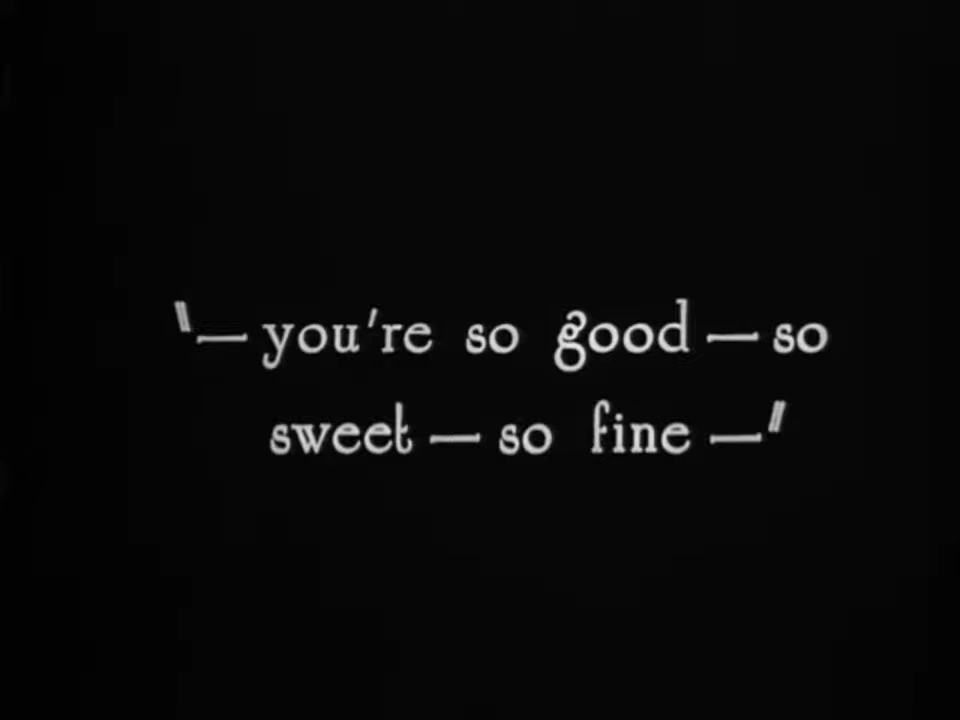 "— you're so good — so
sweet — so fine —"